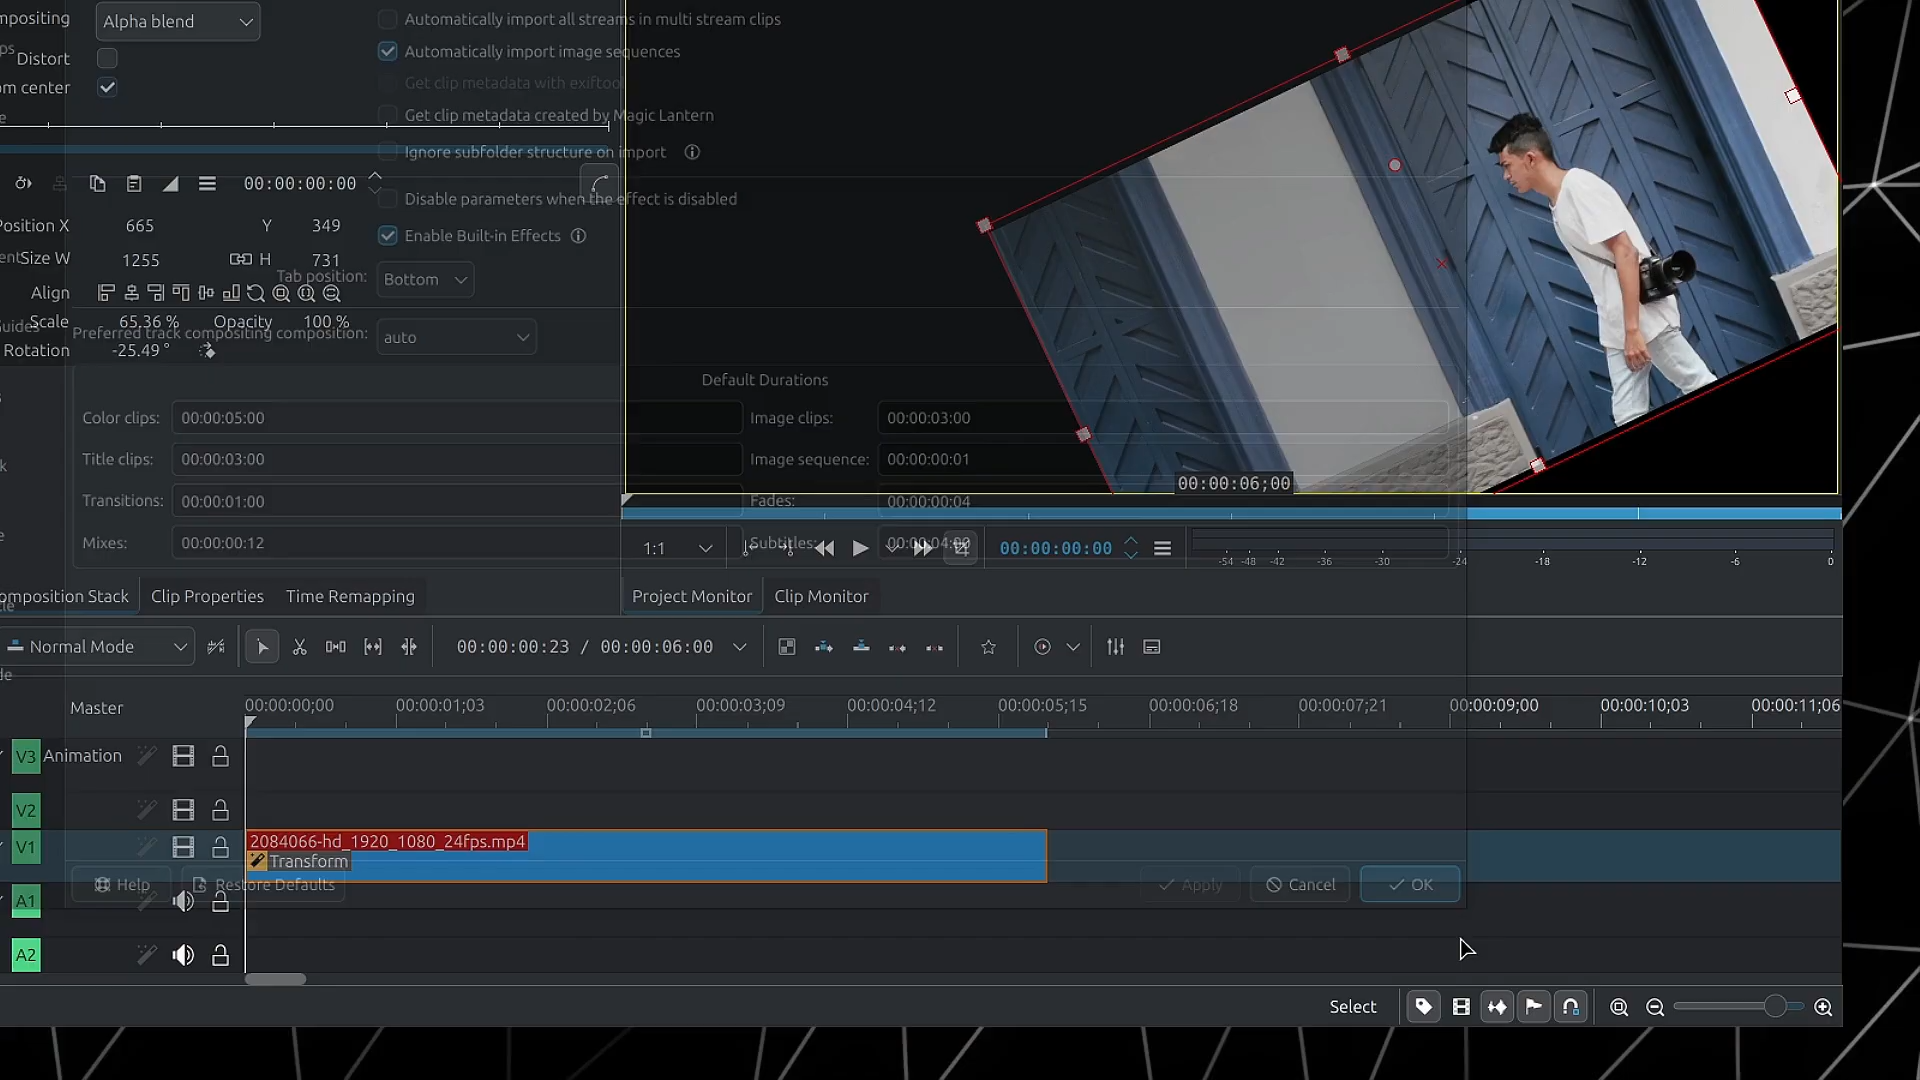 mpositing Alpha blend
Automatically import all streams in multi stream clips
ps
Distort
Automatically import image sequences
m center
Get clip metadata with exiftool
e
Get clip metadata created by Magic Lantern
Ignore subfolder structure on import
00:00:00:00
Disable parameters when the effect is disabled
osition X 665 Y 349
Enable Built-in Effects
ent
Size W 1255 H 731
Tab position: Bottom
Align
uides
Scale 65.36 % Opacity 100 %
Preferred track compositing composition: auto
Rotation -25.49 °
Default Durations
Color clips: 00:00:05:00 Image clips: 00:00:03:00
Title clips: 00:00:03:00 Image sequence: 00:00:00:01
k
00:00:06;00
Transitions: 00:00:01:00 Fades: 00:00:00:04
e
Mixes: 00:00:00:12 Subtitles: 00:00:04:00
1:1 00:00:00:00
-54 -48 -42 -36 -30 -24 -18 -12 -6 0
omposition Stack Clip Properties Time Remapping Project Monitor Clip Monitor
Normal Mode 00:00:00:23 / 00:00:06:00
de
Master 00:00:00;00 00:00:01;03 00:00:02;06 00:00:03;09 00:00:04;12 00:00:05;15 00:00:06;18 00:00:07;21 00:00:09;00 00:00:10;03 00:00:11;06
V3 Animation
V2
V1 2084066-hd_1920_1080_24fps.mp4
Transform
Help Restore Defaults Apply Cancel OK
A1
A2
Select